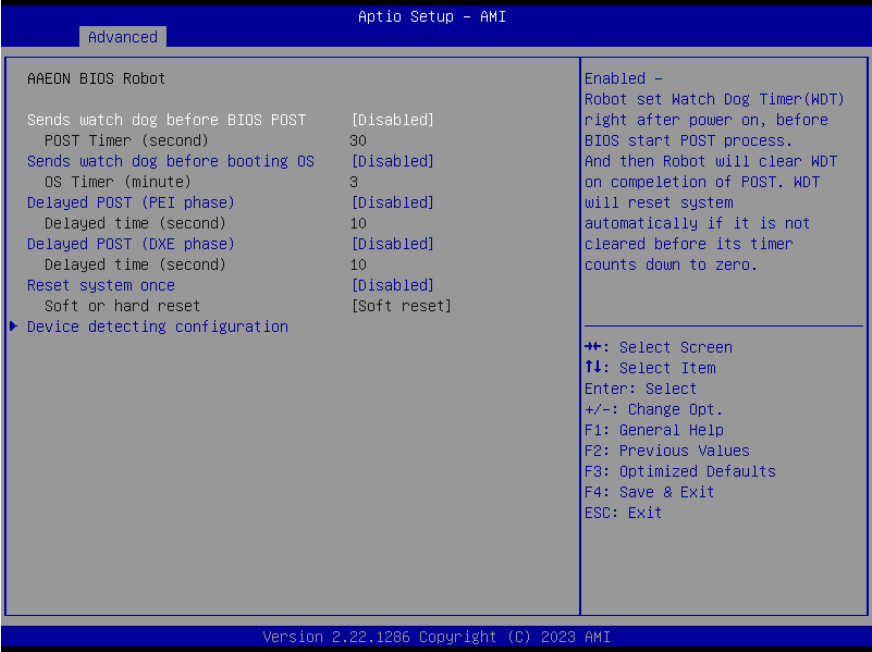 Aptio Setup – AMI
Advanced
AAEON BIOS Robot
Sends watch dog before BIOS POST [Disabled]
POST Timer (second) 30
Sends watch dog before booting OS [Disabled]
OS Timer (minute) 3
Delayed POST (PEI phase) [Disabled]
Delayed time (second) 10
Delayed POST (DXE phase) [Disabled]
Delayed time (second) 10
Reset system once [Disabled]
Soft or hard reset [Soft reset]
Device detecting configuration
Enabled –
Robot set Watch Dog Timer(WDT)
right after power on, before
BIOS start POST process.
And then Robot will clear WDT
on compeletion of POST. WDT
will reset system
automatically if it is not
cleared before its timer
counts down to zero.
→←: Select Screen
↑↓: Select Item
Enter: Select
+/-: Change Opt.
F1: General Help
F2: Previous Values
F3: Optimized Defaults
F4: Save & Exit
ESC: Exit
Version 2.22.1286 Copyright (C) 2023 AMI